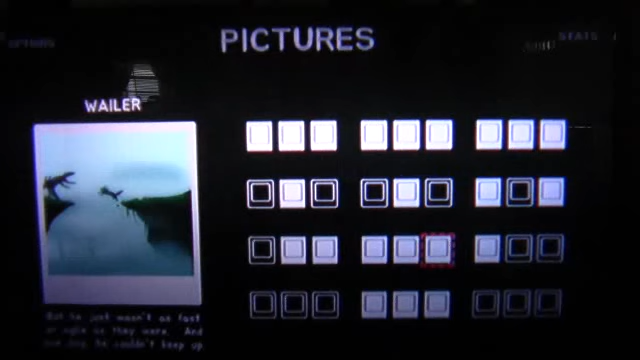 OPTIONS
PICTURES
STATS
WAILER
But he just wasn't as fast
or agile as they were. And
one day, he couldn't keep up